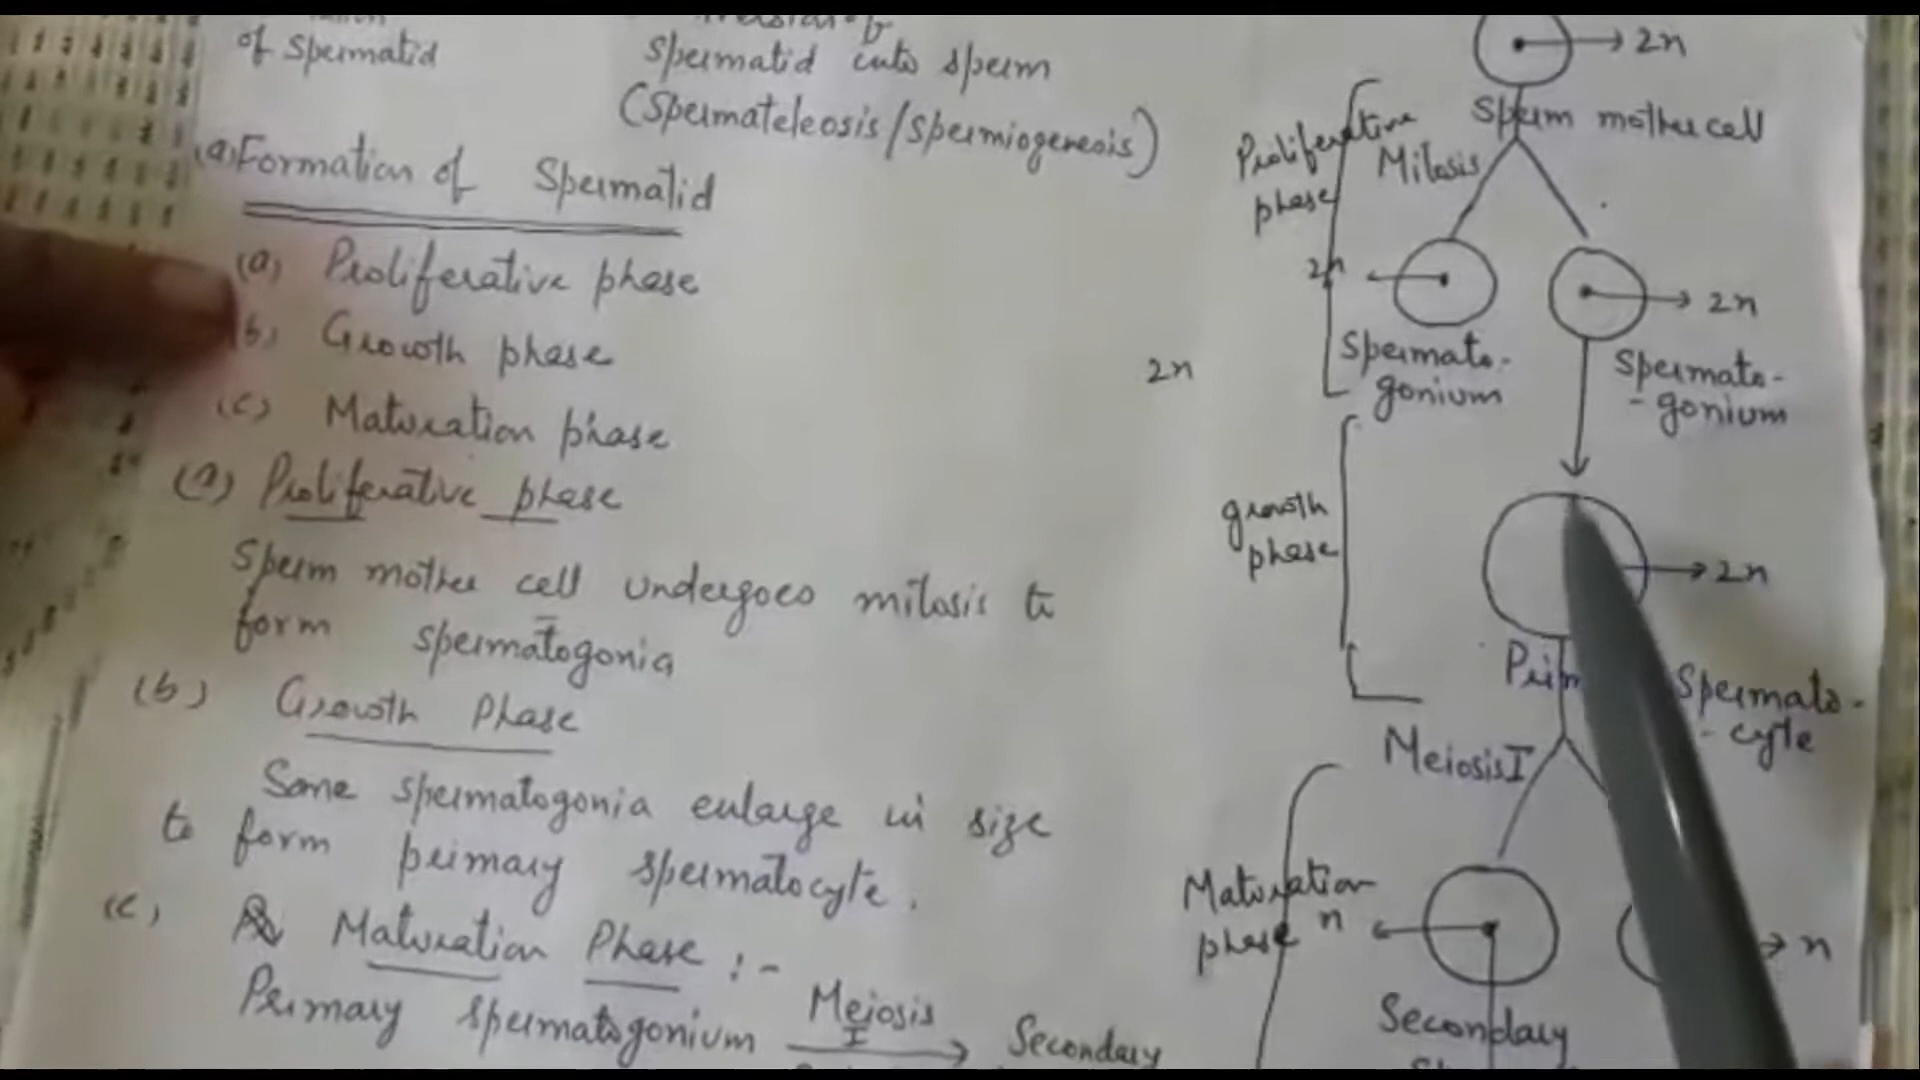 of Spermatid
spermatid into sperm
(Spermateleosis/spermiogenesis)
(a) Formation of Spermatid
(a) Proliferative phase
(b) Growth phase
(c) Maturation phase
(a) Proliferative phase
Sperm mother cell undergoes mitosis to
form spermatogonia
(b) Growth Phase
Some spermatogonia enlarge in size
to form primary spermatocyte.
(c) Maturation Phase :-
Primary spermatogonium Meiosis I → Secondary
2n
Sperm mother cell
Proliferative
phase
Mitosis
2n
2n
Spermato-
gonium
Spermato-
-gonium
2n
growth
phase
2n
Spermato-
-cyte
Meiosis I
Maturation
phase
n
n
Secondary